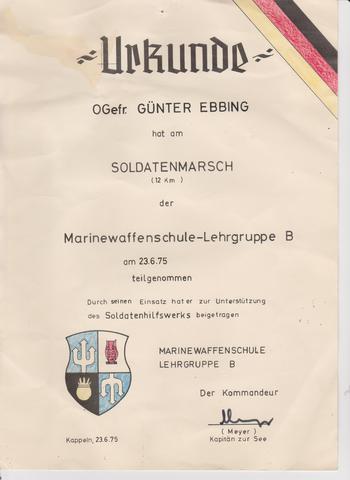 Urkunde
OGefr. GÜNTER EBBING
hat am
SOLDATENMARSCH
(12 Km)
der
Marinewaffenschule-Lehrgruppe B
am 23.6.75
teilgenommen
Durch seinen Einsatz hat er zur Unterstützung
des Soldatenhilfswerks beigetragen
MARINEWAFFENSCHULE
LEHRGRUPPE B
Der Kommandeur
(Meyer)
Kapitän zur See
Kappeln, 23.6.75